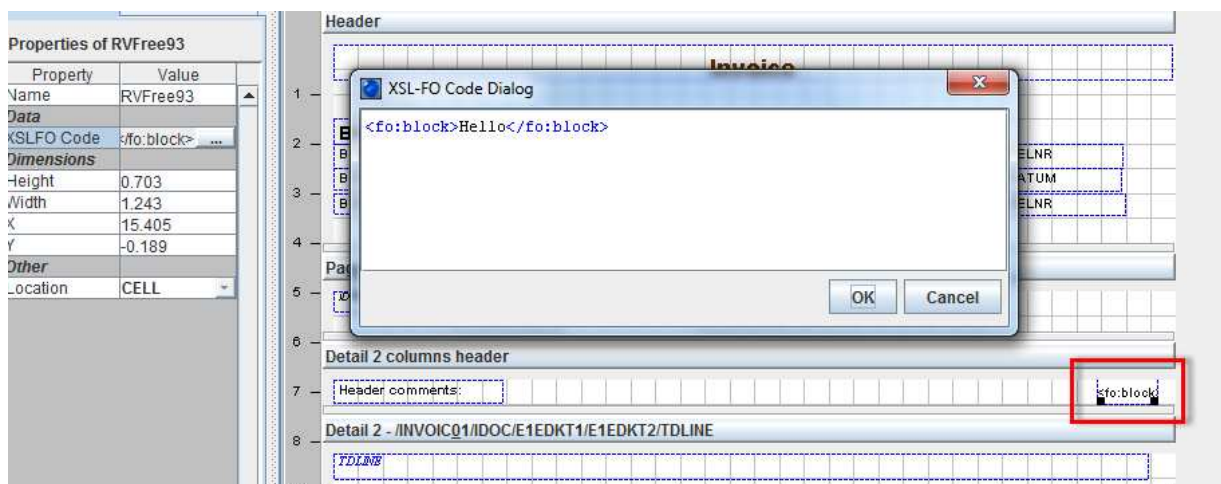 Properties of RVFree93
Property Value
Name RVFree93
Data
XSLFO Code </fo:block> ...
Dimensions
Height 0.703
Width 1.243
X 15.405
Y -0.189
Other
Location CELL
Header
Invoice
1
XSL-FO Code Dialog
<fo:block>Hello</fo:block>
2
ELNR
ATUM
3
ELNR
4
5
OK Cancel
6
Detail 2 columns header
7 Header comments: <fo:block
Detail 2 - /INVOIC01/IDOC/E1EDKT1/E1EDKT2/TDLINE
8
TDLINE